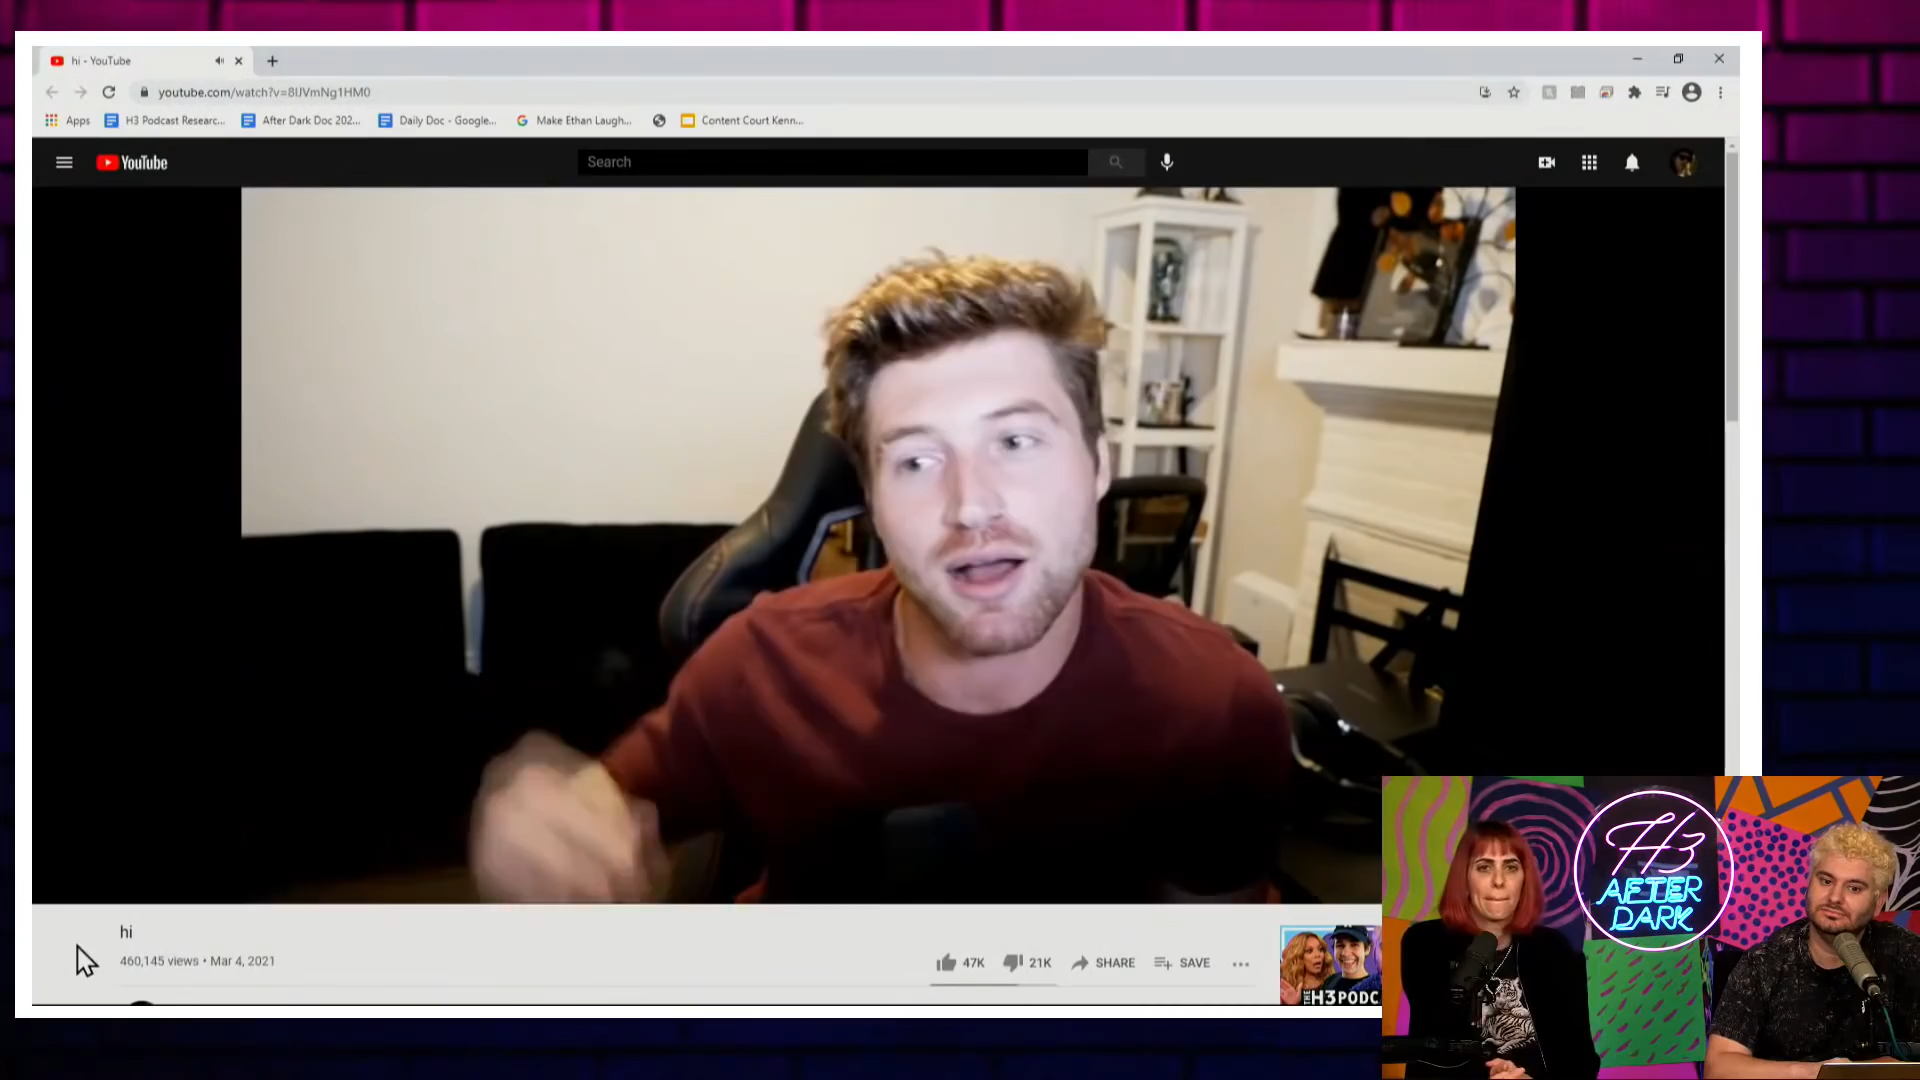 hi - YouTube
youtube.com/watch?v=8lJVmNg1HM0
Apps H3 Podcast Researc... After Dark Doc 202... Daily Doc - Google... Make Ethan Laugh... Content Court Kenn...
YouTube
Search
hi
460,145 views • Mar 4, 2021
47K 21K SHARE SAVE
THE H3PODC
H3
AFTER
DARK